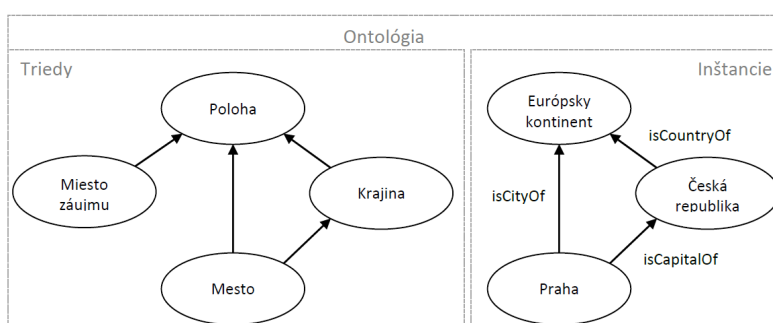 Ontológia
Triedy
Poloha
Miesto
záujmu
Krajina
Mesto
Inštancie
Európsky
kontinent
isCountryOf
isCityOf
Česká
republika
isCapitalOf
Praha